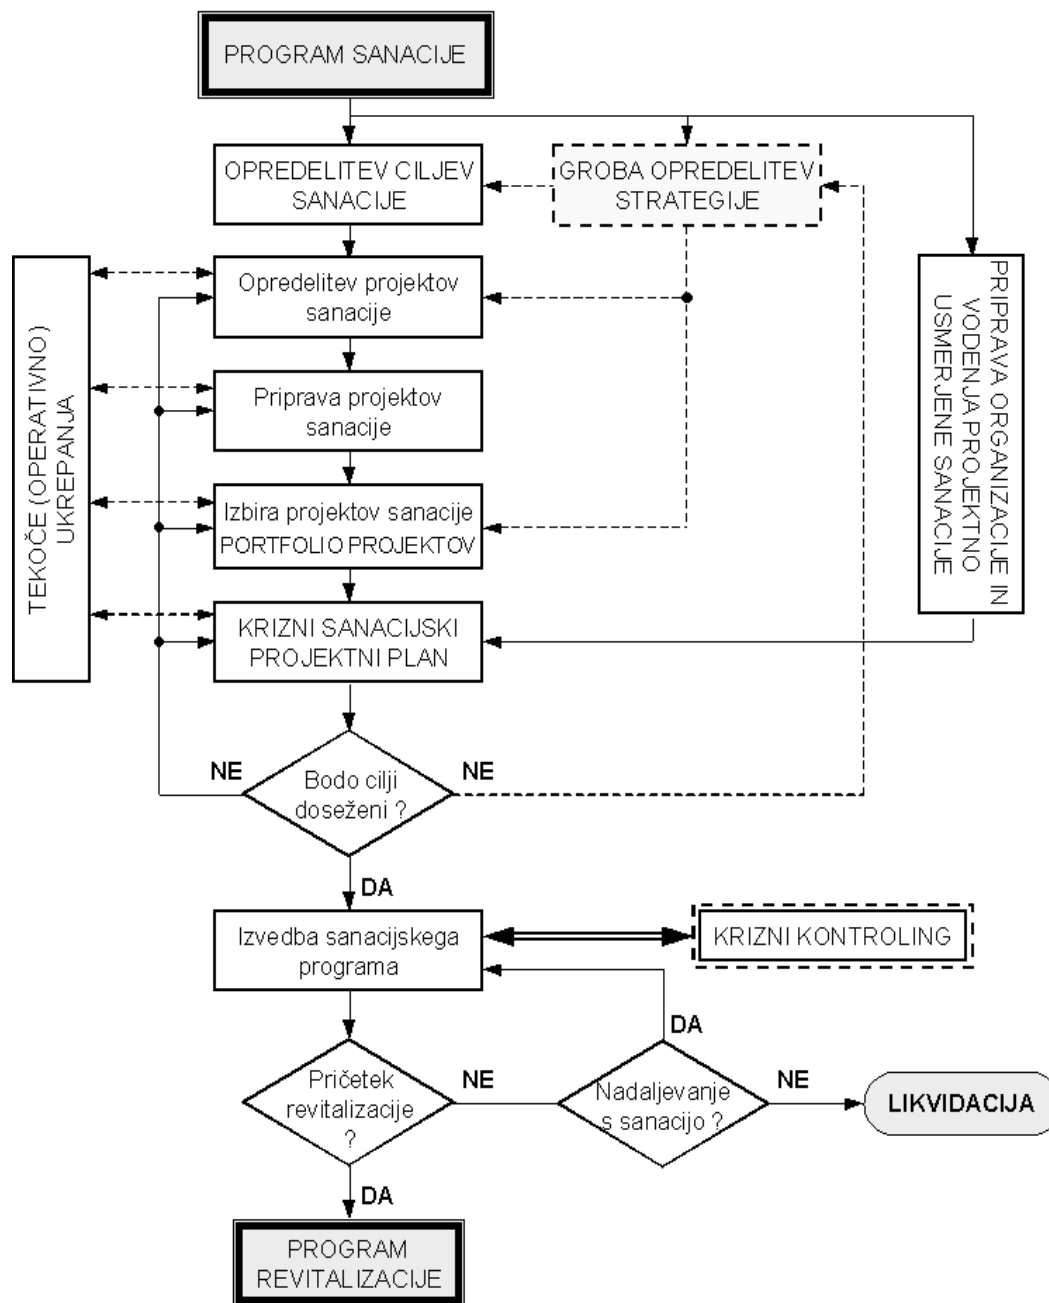 PROGRAM SANACIJE
OPREDELITEV CILJEV
SANACIJE
GROBA OPREDELITEV
STRATEGIJE
Opredelitev projektov
sanacije
Priprava projektov
sanacije
Izbira projektov sanacije
PORTFOLIO PROJEKTOV
KRIZNI SANACIJSKI
PROJEKTNI PLAN
TEKOČE (OPERATIVNO)
UKREPANJA
PRIPRAVA ORGANIZACIJE IN
VODENJA PROJEKTNO
USMERJENE SANACIJE
NE
Bodo cilji
doseženi ?
NE
DA
Izvedba sanacijskega
programa
KRIZNI KONTROLING
DA
Pričetek
revitalizacije
?
NE
Nadaljevanje
s sanacijo ?
NE
LIKVIDACIJA
DA
PROGRAM
REVITALIZACIJE